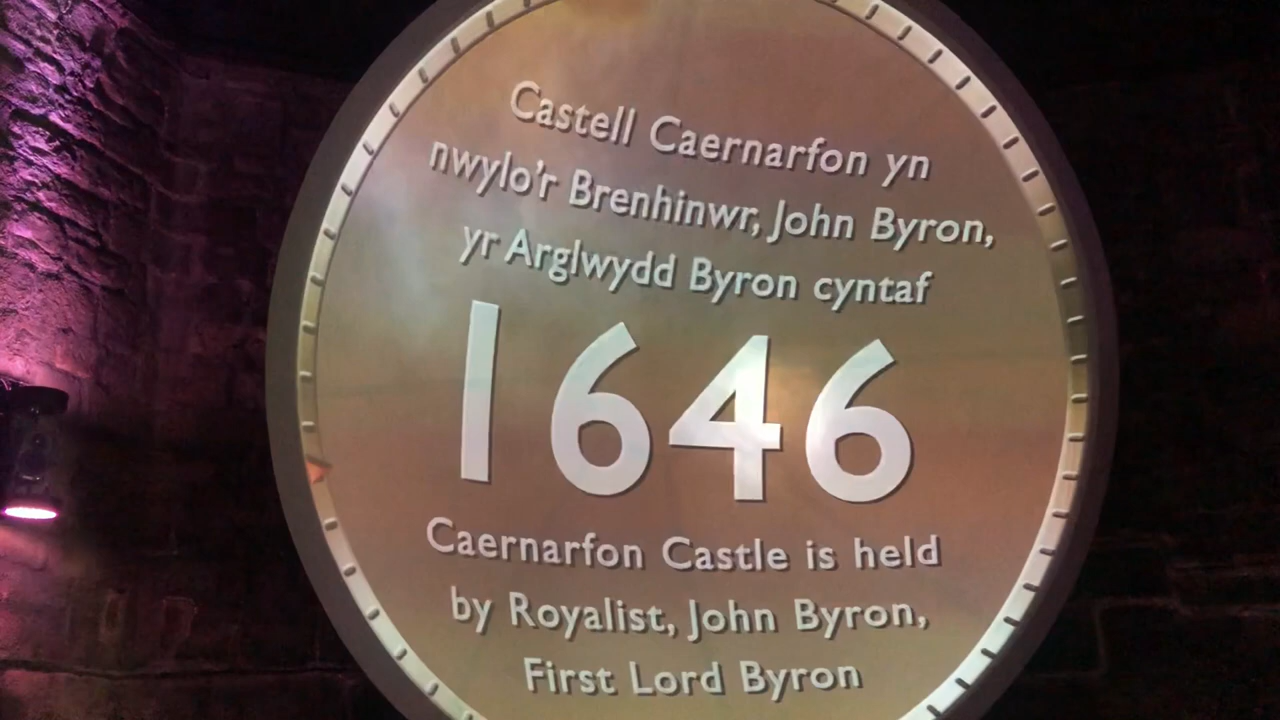 Castell Caernarfon yn
nwylo'r Brenhinwr, John Byron,
yr Arglwydd Byron cyntaf
1646
Caernarfon Castle is held
by Royalist, John Byron,
First Lord Byron